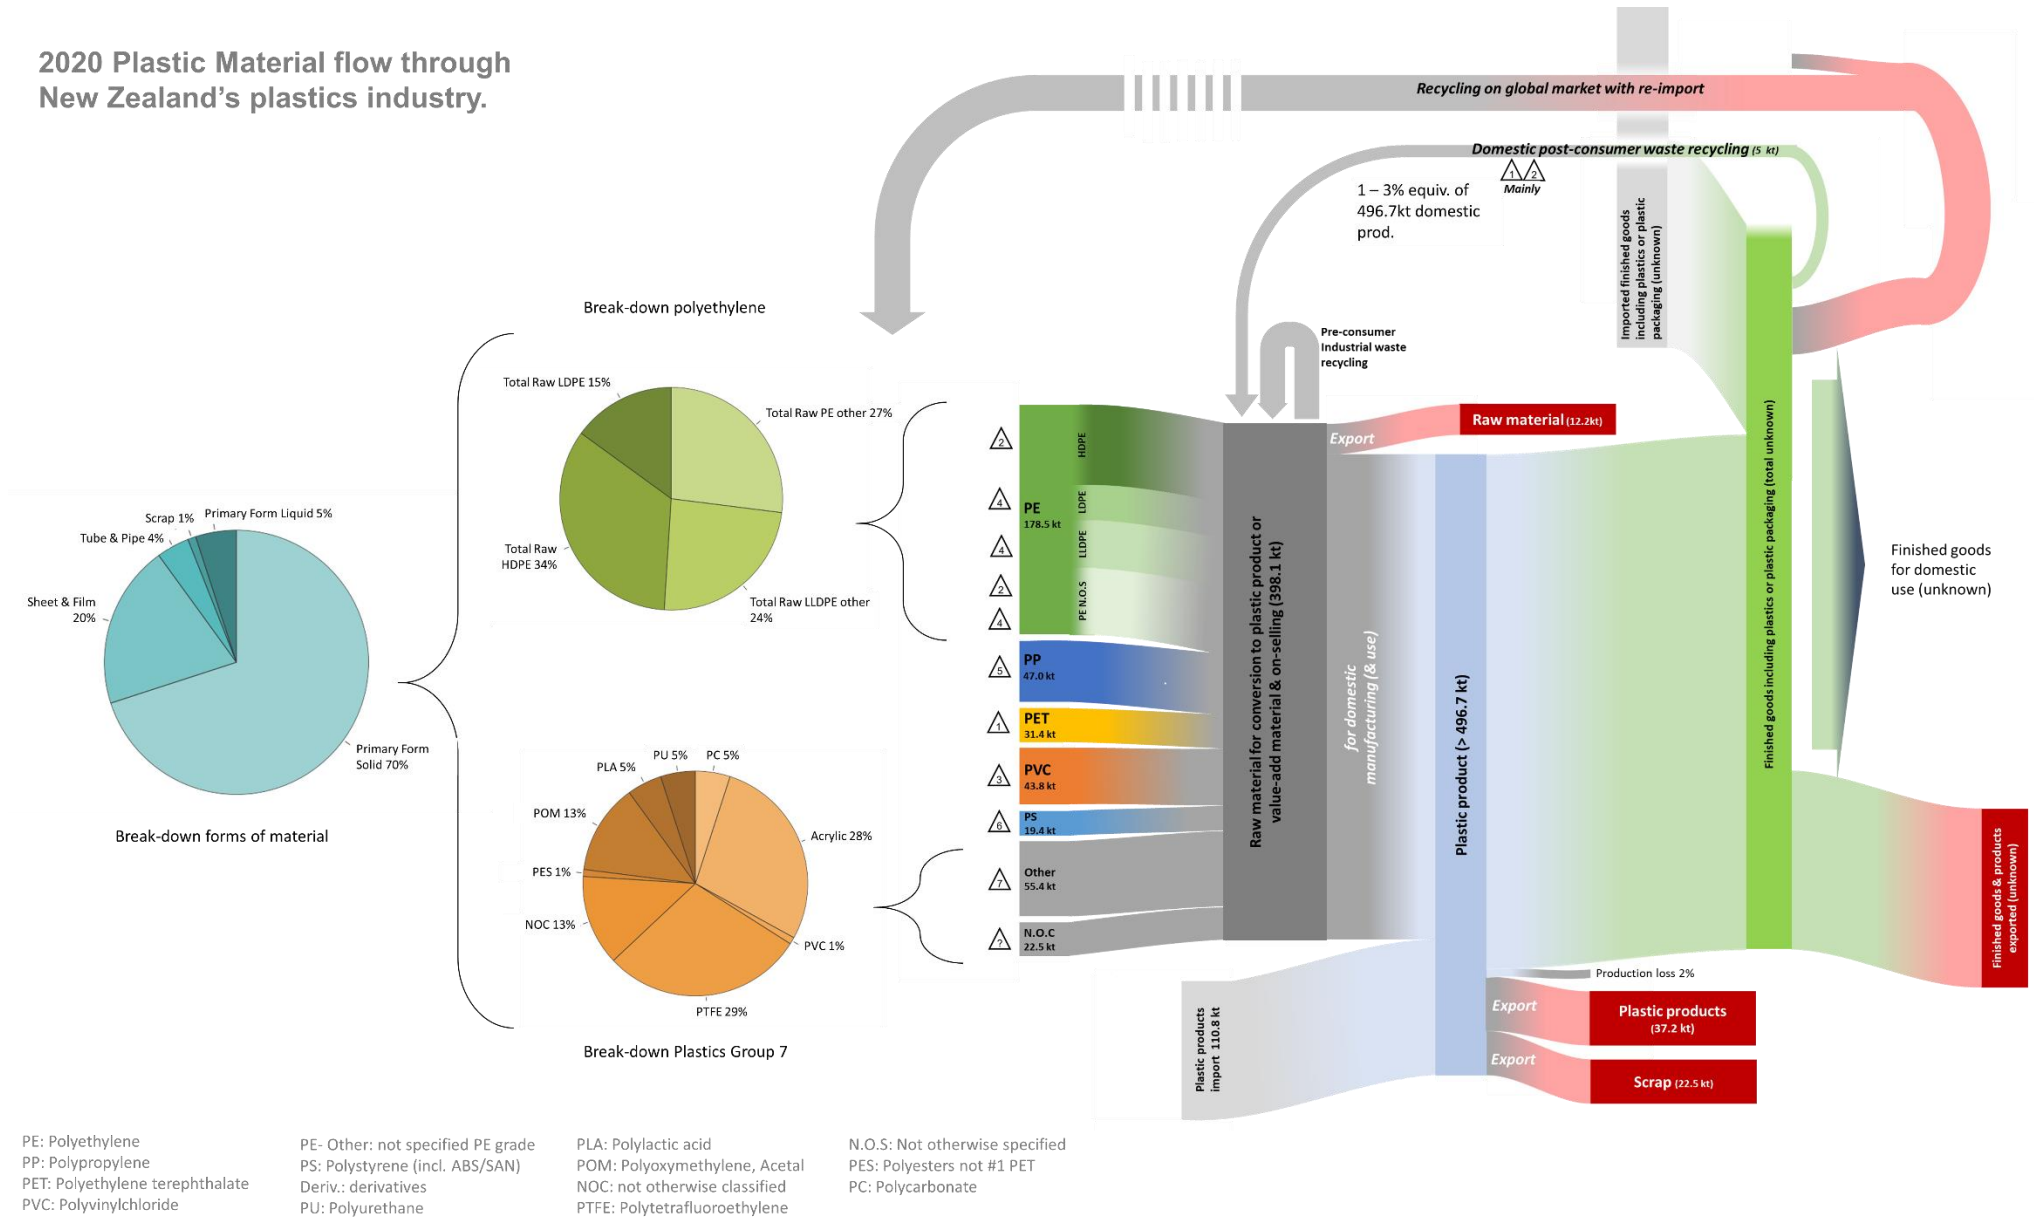 2020 Plastic Material flow through
New Zealand's plastics industry.
Recycling on global market with re-import
Domestic post-consumer waste recycling (5 kt)
1 2
Mainly
1 – 3% equiv. of
496.7kt domestic
prod.
Imported finished goods
including plastics or plastic
packaging (unknown)
Pre-consumer
Industrial waste
recycling
Break-down polyethylene
Total Raw LDPE 15%
Total Raw PE other 27%
Total Raw
HDPE 34%
Total Raw LLDPE other
24%
Scrap 1%
Primary Form Liquid 5%
Tube & Pipe 4%
Sheet & Film
20%
Primary Form
Solid 70%
Break-down forms of material
PU 5%
PC 5%
PLA 5%
POM 13%
Acrylic 28%
PES 1%
NOC 13%
PVC 1%
PTFE 29%
Break-down Plastics Group 7
2
4
4
2
4
5
1
3
6
7
?
PE
178.5 kt
HDPE
LDPE
LLDPE
PE N.O.S
PP
47.0 kt
PET
31.4 kt
PVC
43.8 kt
PS
19.4 kt
Other
55.4 kt
N.O.C
22.5 kt
Raw material for conversion to plastic product or
value-add material & on-selling (398.1 kt)
Export
Raw material (12.2kt)
for domestic
manufacturing (& use)
Plastic product (> 496.7 kt)
Plastic products
import 110.8 kt
Finished goods including plastics or plastic packaging (total unknown)
Finished goods
for domestic
use (unknown)
Production loss 2%
Export
Plastic products
(37.2 kt)
Export
Scrap (22.5 kt)
Finished goods & products
exported (unknown)
PE: Polyethylene
PP: Polypropylene
PET: Polyethylene terephthalate
PVC: Polyvinylchloride
PE- Other: not specified PE grade
PS: Polystyrene (incl. ABS/SAN)
Deriv.: derivatives
PU: Polyurethane
PLA: Polylactic acid
POM: Polyoxymethylene, Acetal
NOC: not otherwise classified
PTFE: Polytetrafluoroethylene
N.O.S: Not otherwise specified
PES: Polyesters not #1 PET
PC: Polycarbonate